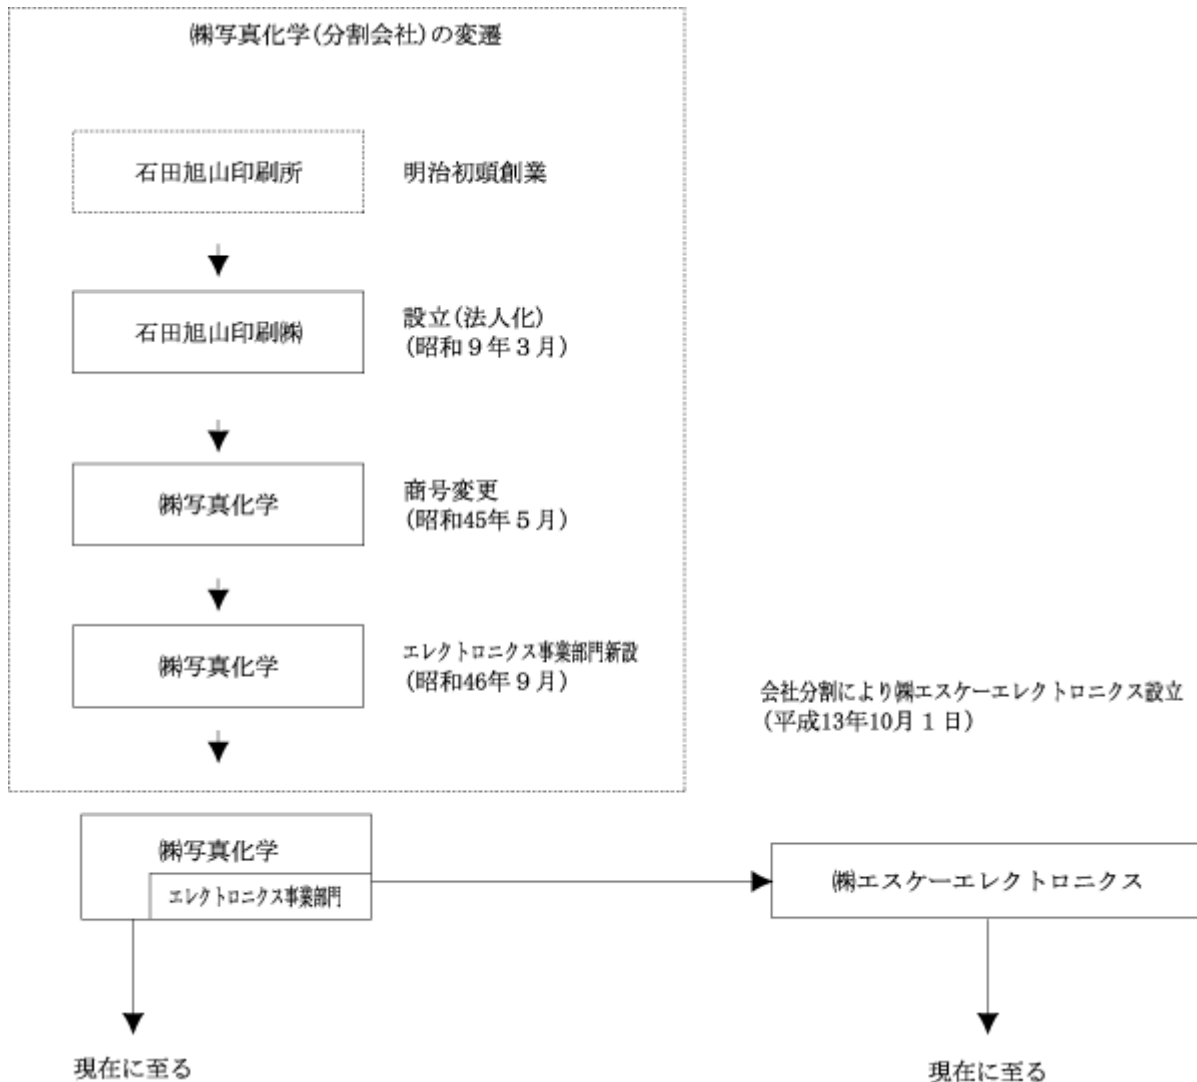 ㈱写真化学(分割会社)の変遷
石田旭山印刷所
明治初頭創業
石田旭山印刷㈱
設立(法人化)
(昭和９年３月)
㈱写真化学
商号変更
(昭和45年５月)
㈱写真化学
エレクトロニクス事業部門新設
(昭和46年９月)
会社分割により㈱エスケーエレクトロニクス設立
(平成13年10月１日)
㈱写真化学
エレクトロニクス事業部門
㈱エスケーエレクトロニクス
現在に至る
現在に至る